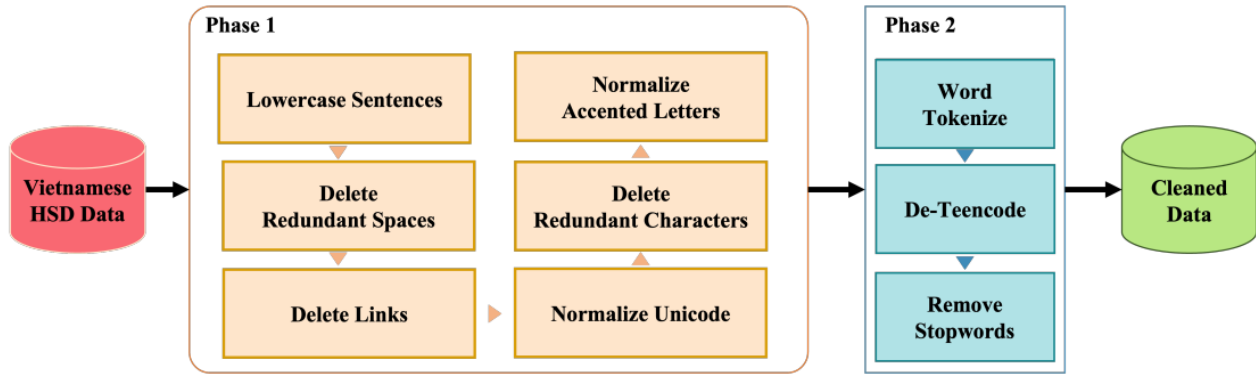 Vietnamese
HSD Data
Phase 1
Lowercase Sentences
Delete
Redundant Spaces
Delete Links
Normalize Unicode
Delete
Redundant Characters
Normalize
Accented Letters
Phase 2
Word
Tokenize
De-Teencode
Remove
Stopwords
Cleaned
Data